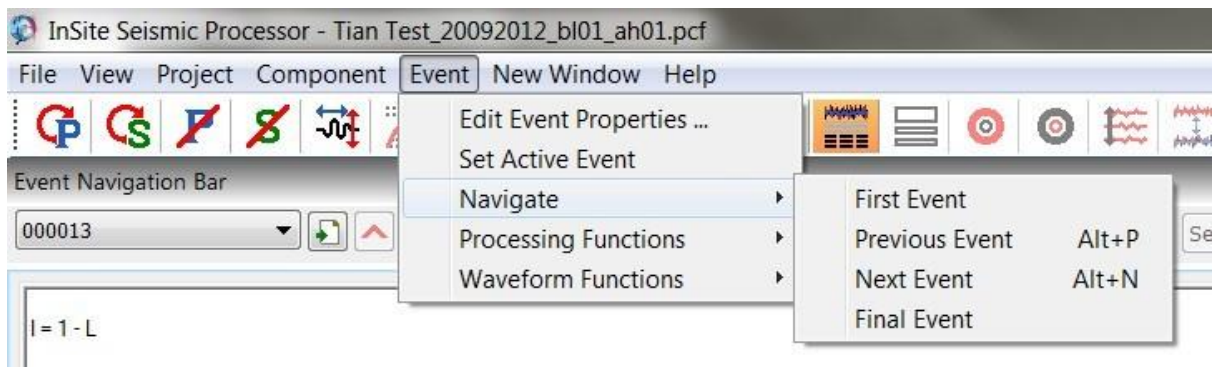 InSite Seismic Processor - Tian Test_20092012_bl01_ah01.pcf
File View Project Component Event New Window Help
P S P S
Edit Event Properties ...
Set Active Event
Event Navigation Bar
Navigate
First Event
000013
Processing Functions
Previous Event Alt+P
Se
Waveform Functions
Next Event Alt+N
Final Event
I = 1 - L